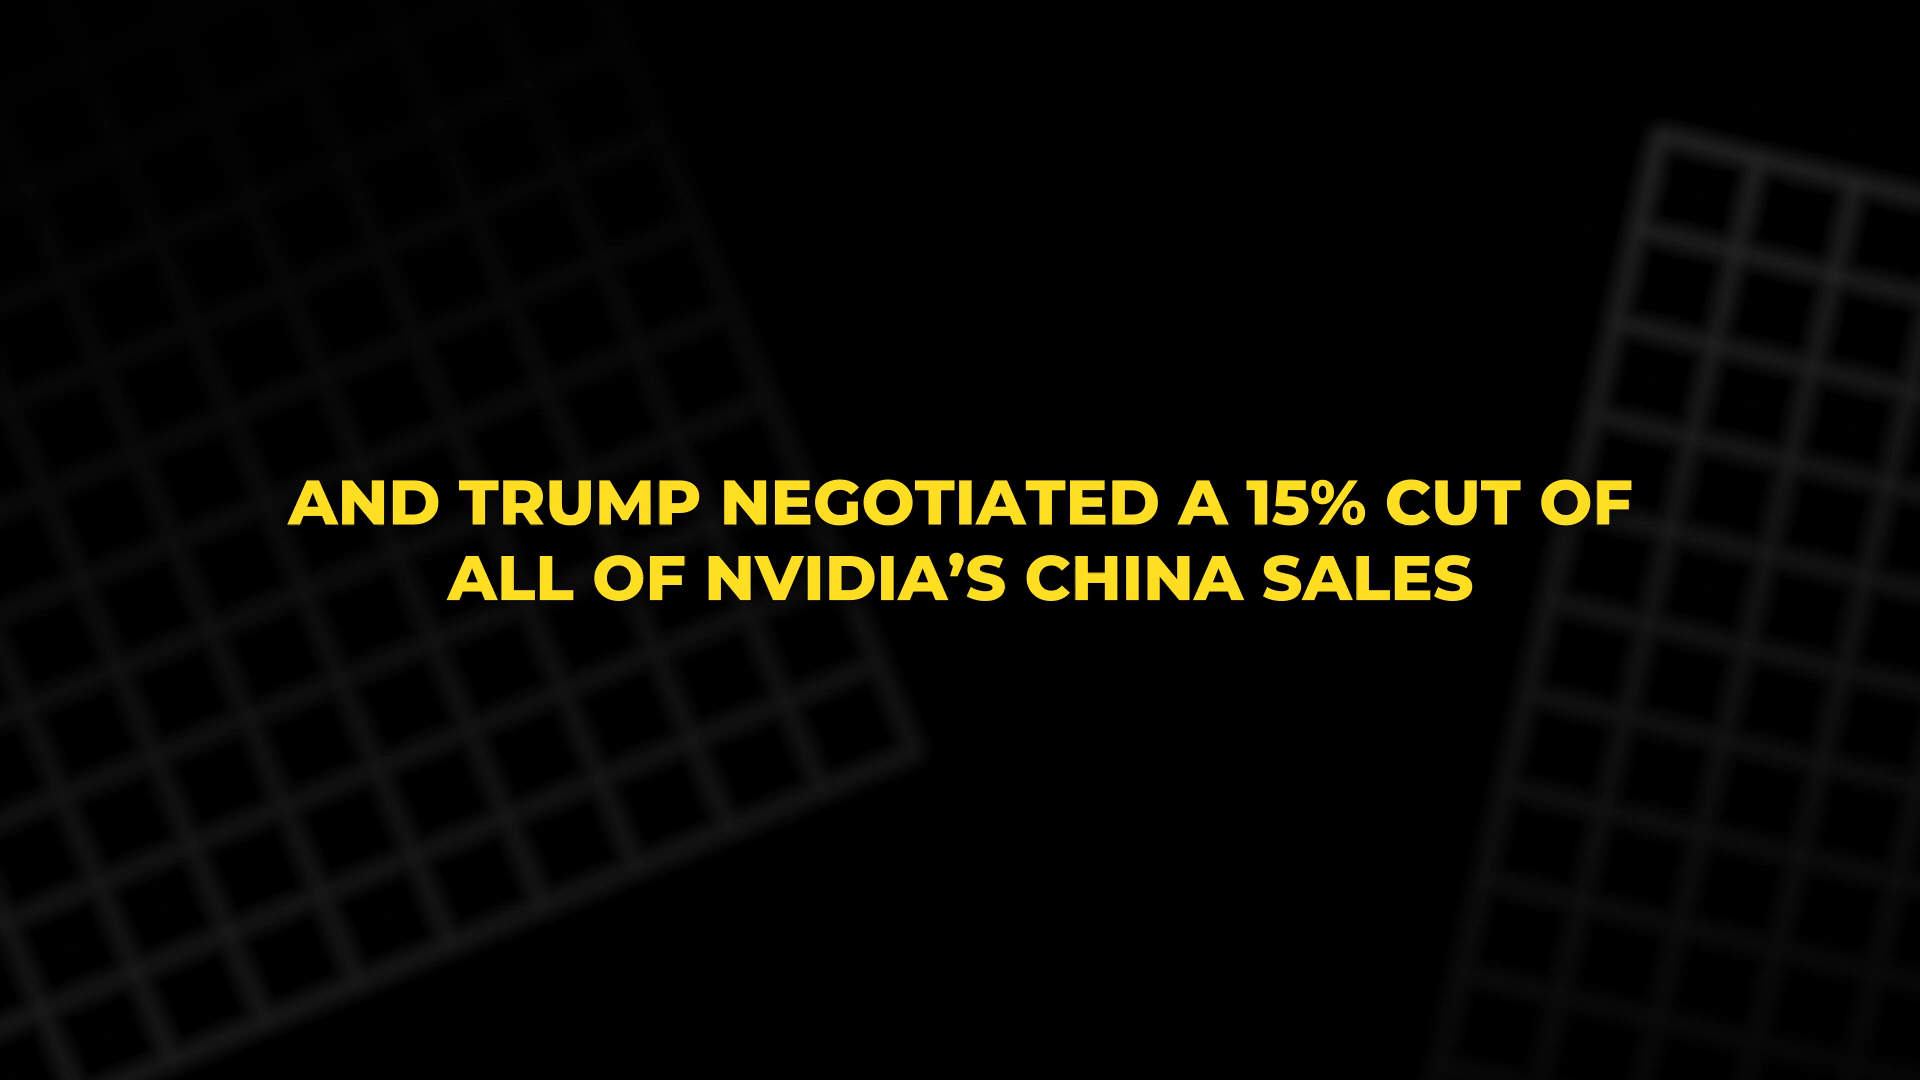 AND TRUMP NEGOTIATED A 15% CUT OF
ALL OF NVIDIA’S CHINA SALES